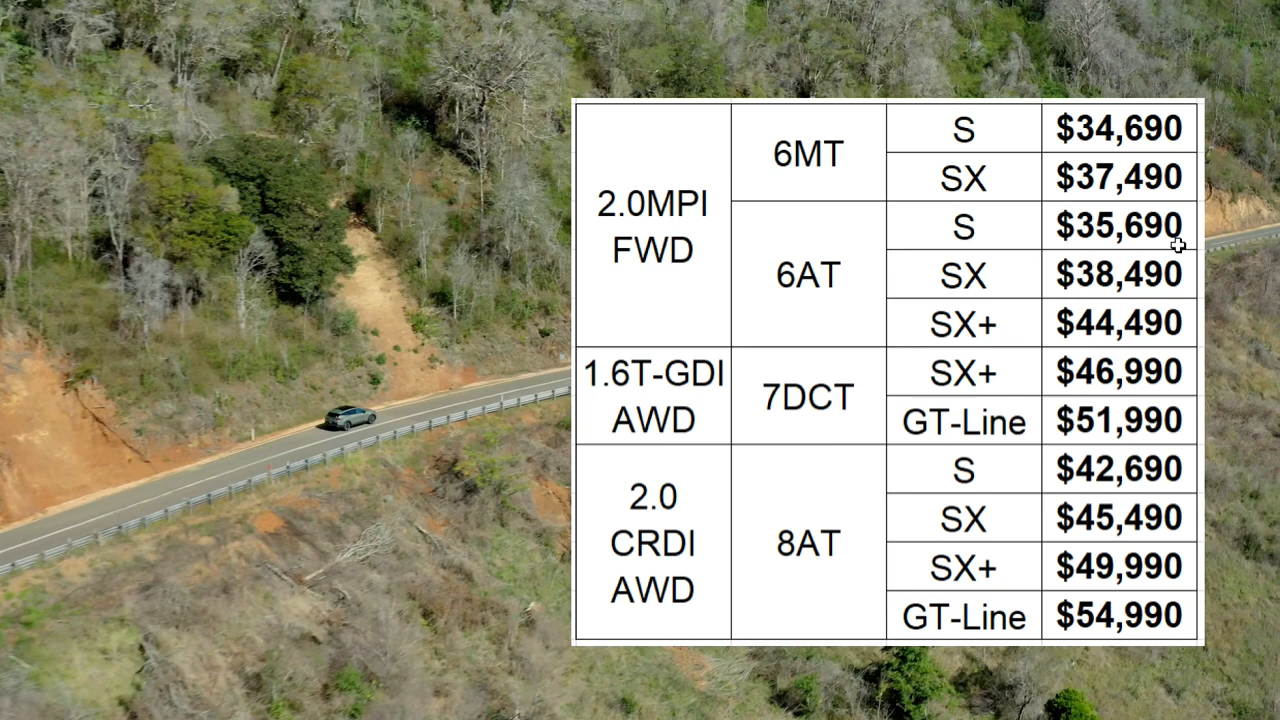 2.0MPI
FWD
6MT
S
$34,690
SX
$37,490
6AT
S
$35,690
SX
$38,490
SX+
$44,490
1.6T-GDI
AWD
7DCT
SX+
$46,990
GT-Line
$51,990
2.0
CRDI
AWD
8AT
S
$42,690
SX
$45,490
SX+
$49,990
GT-Line
$54,990